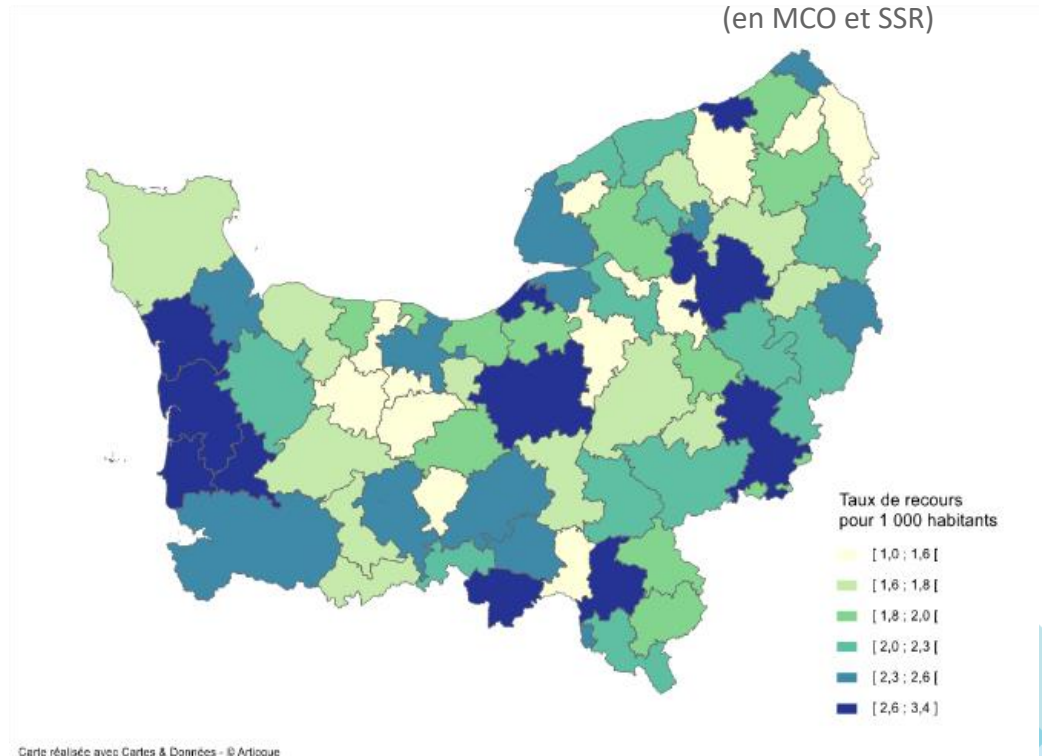 (en MCO et SSR)
Taux de recours
pour 1 000 habitants
[ 1,0 ; 1,6 [
[ 1,6 ; 1,8 [
[ 1,8 ; 2,0 [
[ 2,0 ; 2,3 [
[ 2,3 ; 2,6 [
[ 2,6 ; 3,4 ]
Carte réalisée avec Cartes & Données - © Artique